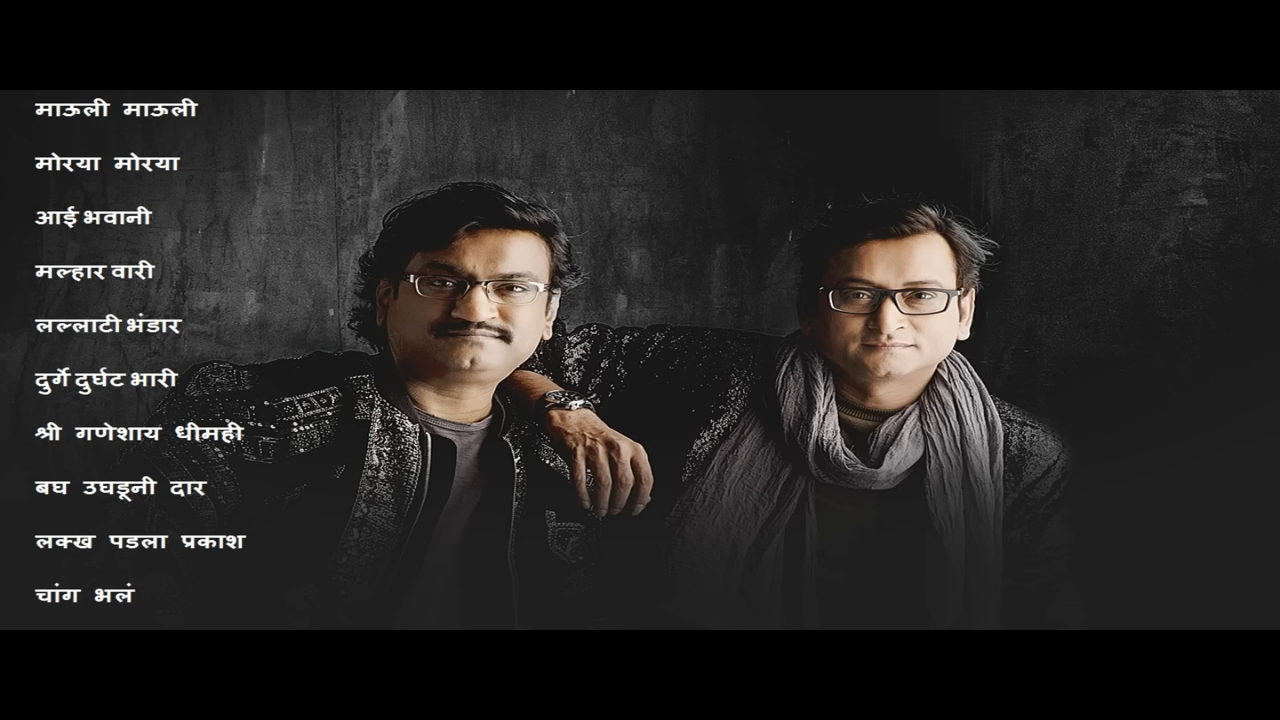 माऊली माऊली
मोरया मोरया
आई भवानी
मल्हार वारी
लल्लाटी भंडार
दुर्गे दुर्घट भारी
श्री गणेशाय धीमही
बघ उघडूनी दार
लक्ख पडला प्रकाश
चांग भलं